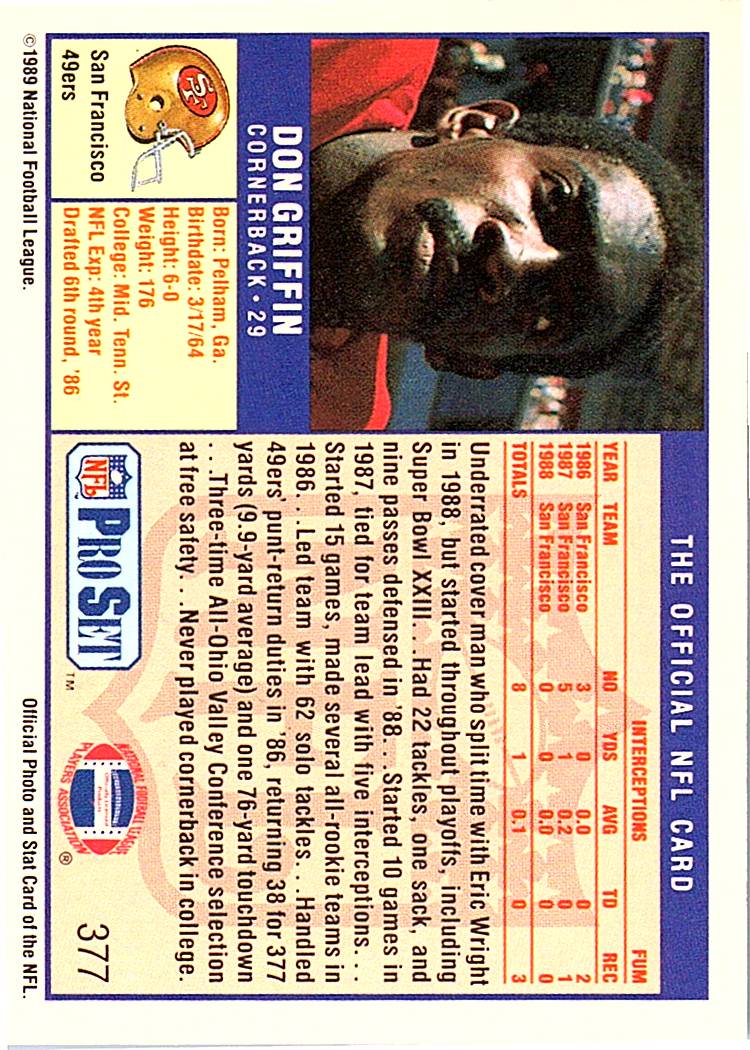 THE OFFICIAL NFL CARD
DON GRIFFIN
CORNERBACK • 29
San Francisco
49ers
Born: Pelham, Ga.
Birthdate: 3/17/64
Height: 6-0
Weight: 176
College: Mid. Tenn. St.
NFL Exp: 4th year
Drafted 6th round, '86
INTERCEPTIONS FUM
YEAR TEAM NO YDS AVG TD REC
1986 San Francisco 3 0 0.0 0 2
1987 San Francisco 5 1 0.2 0 1
1988 San Francisco 0 0 0.0 0 0
TOTALS 8 1 0.1 0 3
Underrated cover man who split time with Eric Wright
in 1988, but started throughout playoffs, including
Super Bowl XXIII. . .Had 22 tackles, one sack, and
nine passes defensed in '88. . .Started 10 games in
1987, tied for team lead with five interceptions. . .
Started 15 games, made several all-rookie teams in
1986. . .Led team with 62 solo tackles. . .Handled
49ers' punt-return duties in '86, returning 38 for 377
yards (9.9-yard average) and one 76-yard touchdown
. . .Three-time All-Ohio Valley Conference selection
at free safety. . .Never played cornerback in college.
NFL PRO SET ™
NATIONAL FOOTBALL LEAGUE
Officially Licensed
Product
PLAYERS ASSOCIATION ®
377
©1989 National Football League.
Official Photo and Stat Card of the NFL.